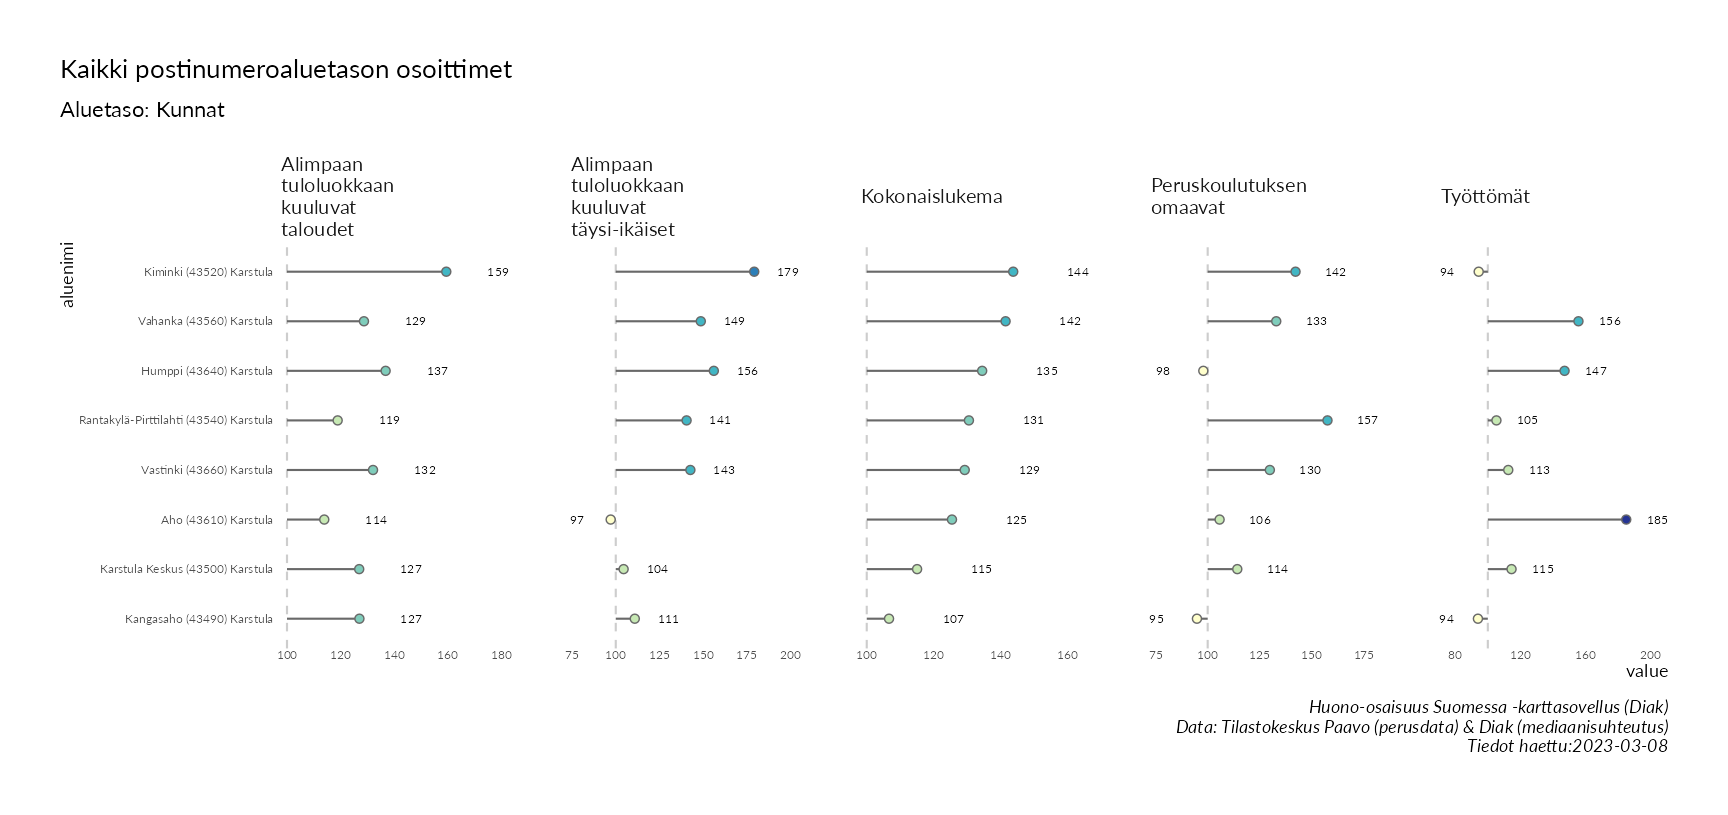 Kaikki postinumeroaluetason osoittimet
Aluetaso: Kunnat
Alimpaan
tuloluokkaan
kuuluvat
taloudet
Alimpaan
tuloluokkaan
kuuluvat
täysi-ikäiset
Kokonaislukema
Peruskoulutuksen
omaavat
Työttömät
aluenimi
Kiminki (43520) Karstula 159 179 144 142 94
Vahanka (43560) Karstula 129 149 142 133 156
Humppi (43640) Karstula 137 156 135 98 147
Rantakylä-Pirttilahti (43540) Karstula 119 141 131 157 105
Vastinki (43660) Karstula 132 143 129 130 113
Aho (43610) Karstula 114 97 125 106 185
Karstula Keskus (43500) Karstula 127 104 115 114 115
Kangasaho (43490) Karstula 127 111 107 95 94
100 120 140 160 180 75 100 125 150 175 200 100 120 140 160 75 100 125 150 175 80 120 160 200
value
Huono-osaisuus Suomessa -karttasovellus (Diak)
Data: Tilastokeskus Paavo (perusdata) & Diak (mediaanisuhteutus)
Tiedot haettu:2023-03-08